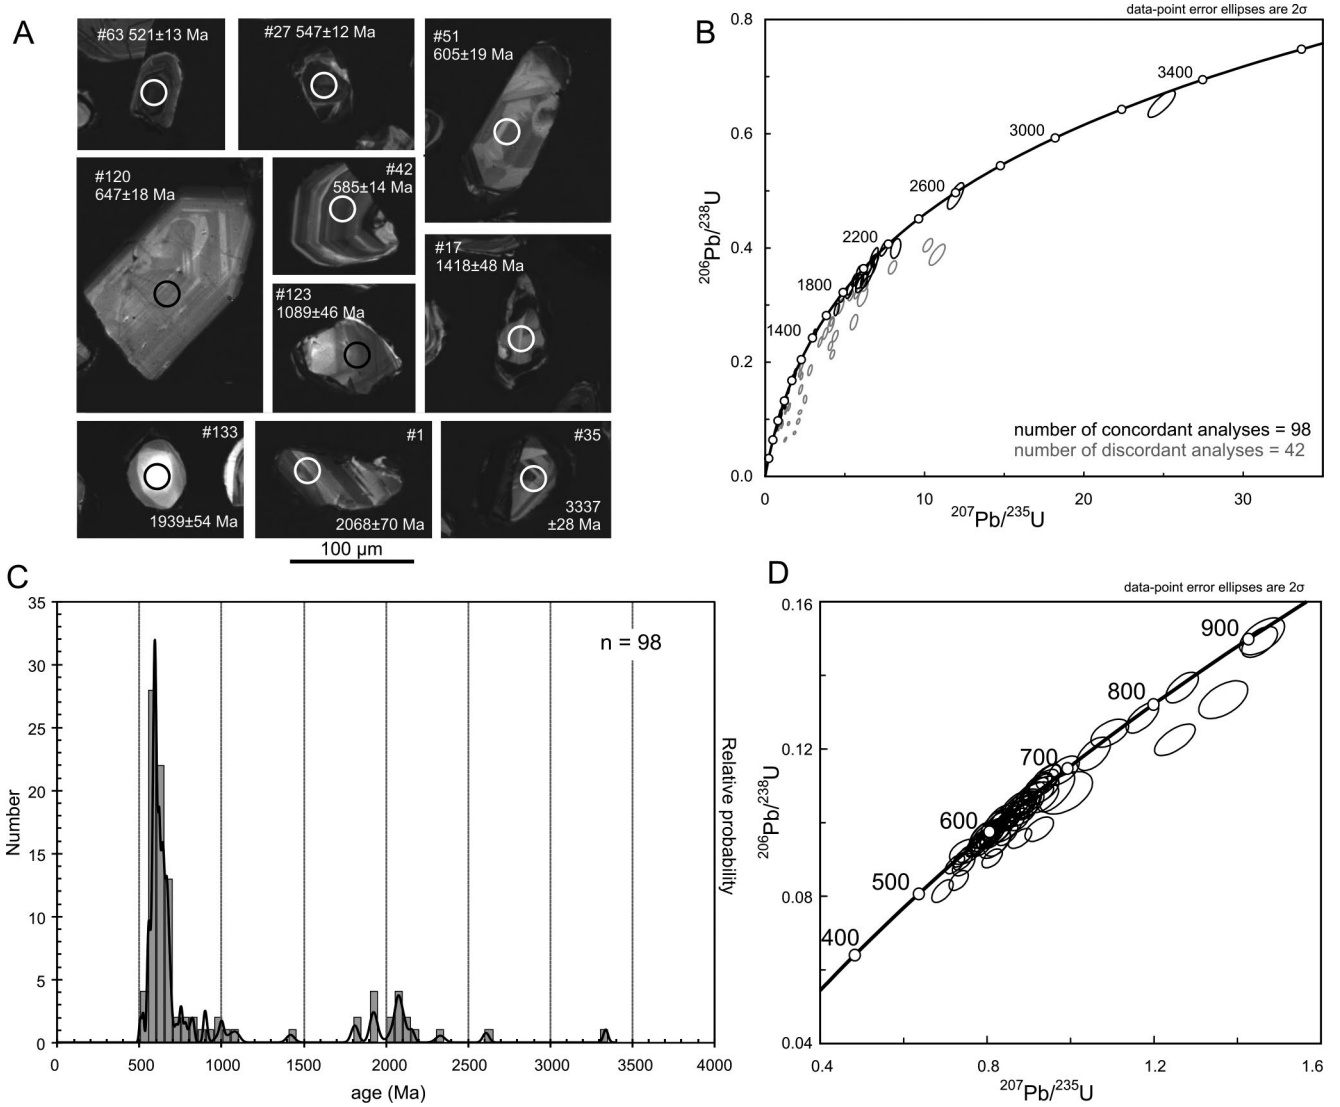 A
#63 521±13 Ma
#27 547±12 Ma
#51
605±19 Ma
#120
647±18 Ma
#42
585±14 Ma
#17
1418±48 Ma
#123
1089±46 Ma
#133
1939±54 Ma
#1
2068±70 Ma
#35
3337
±28 Ma
100 µm
B
data-point error ellipses are 2σ
0.8
0.6
0.4
0.2
0.0
206Pb/238U
3400
3000
2600
2200
1800
1400
number of concordant analyses = 98
number of discordant analyses = 42
0
10
20
30
207Pb/235U
C
35
30
25
20
15
10
5
0
Number
n = 98
Relative probability
0
500
1000
1500
2000
2500
3000
3500
4000
age (Ma)
D
data-point error ellipses are 2σ
0.16
0.12
0.08
0.04
206Pb/238U
900
800
700
600
500
400
0.4
0.8
1.2
1.6
207Pb/235U